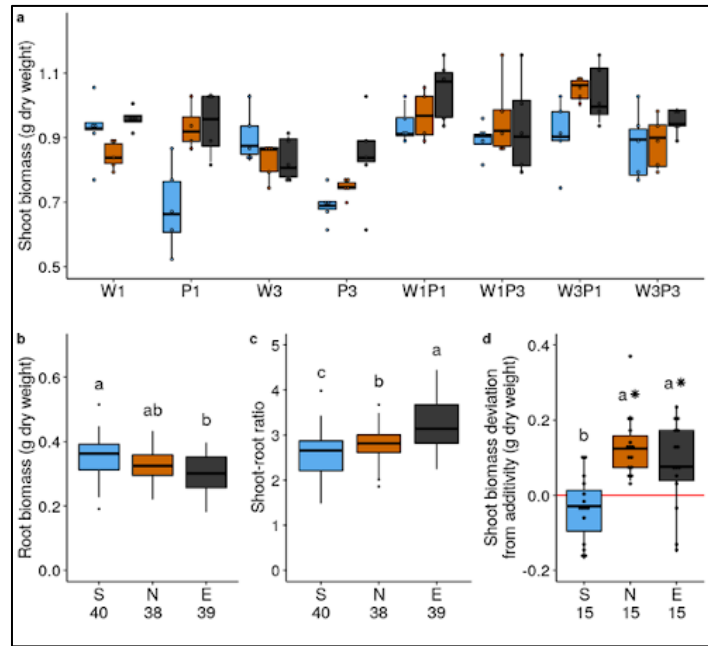 a
Shoot biomass (g dry weight)
1.1
0.9
0.7
0.5
W1 P1 W3 P3 W1P1 W1P3 W3P1 W3P3
b
Root biomass (g dry weight)
0.6
0.4
0.2
0.0
a ab b
S N E
40 38 39
c
Shoot-root ratio
5
4
3
2
1
0
c b a
S N E
40 38 39
d
Shoot biomass deviation
from additivity (g dry weight)
0.4
0.2
0.0
-0.2
b a* a*
S N E
15 15 15